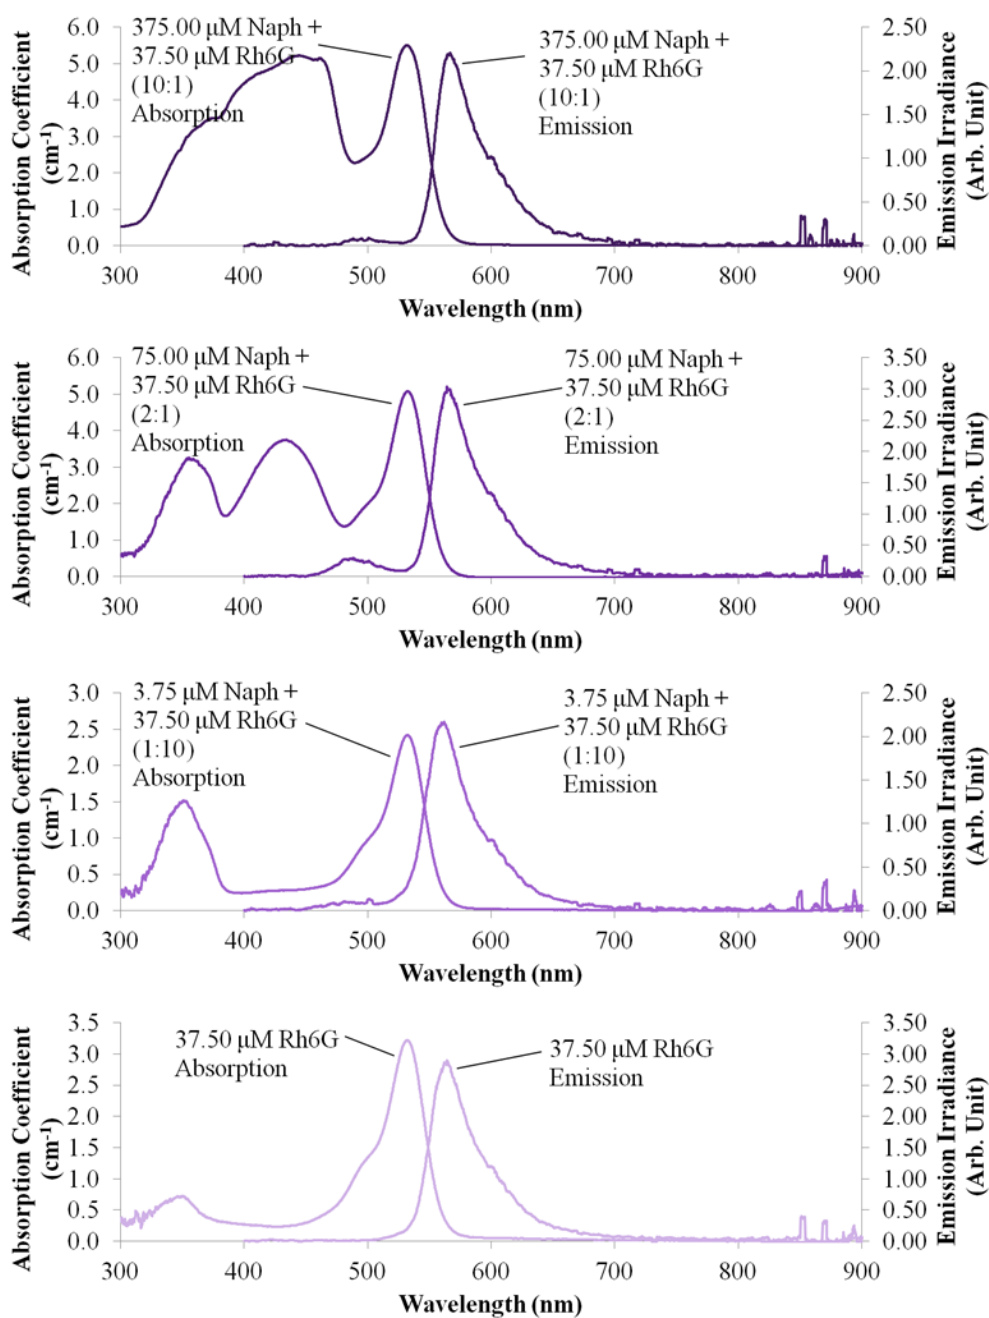 375.00 μM Naph +
37.50 μM Rh6G
(10:1)
Absorption
375.00 μM Naph +
37.50 μM Rh6G
(10:1)
Emission
Absorption Coefficient
(cm-1)
6.0
5.0
4.0
3.0
2.0
1.0
0.0
2.50
2.00
1.50
1.00
0.50
0.00
Emission Irradiance
(Arb. Unit)
300 400 500 600 700 800 900
Wavelength (nm)
75.00 μM Naph +
37.50 μM Rh6G
(2:1)
Absorption
75.00 μM Naph +
37.50 μM Rh6G
(2:1)
Emission
Absorption Coefficient
(cm-1)
6.0
5.0
4.0
3.0
2.0
1.0
0.0
3.50
3.00
2.50
2.00
1.50
1.00
0.50
0.00
Emission Irradiance
(Arb. Unit)
300 400 500 600 700 800 900
Wavelength (nm)
3.75 μM Naph +
37.50 μM Rh6G
(1:10)
Absorption
3.75 μM Naph +
37.50 μM Rh6G
(1:10)
Emission
Absorption Coefficient
(cm-1)
3.0
2.5
2.0
1.5
1.0
0.5
0.0
2.50
2.00
1.50
1.00
0.50
0.00
Emission Irradiance
(Arb. Unit)
300 400 500 600 700 800 900
Wavelength (nm)
37.50 μM Rh6G
Absorption
37.50 μM Rh6G
Emission
Absorption Coefficient
(cm-1)
3.5
3.0
2.5
2.0
1.5
1.0
0.5
0.0
3.50
3.00
2.50
2.00
1.50
1.00
0.50
0.00
Emission Irradiance
(Arb. Unit)
300 400 500 600 700 800 900
Wavelength (nm)